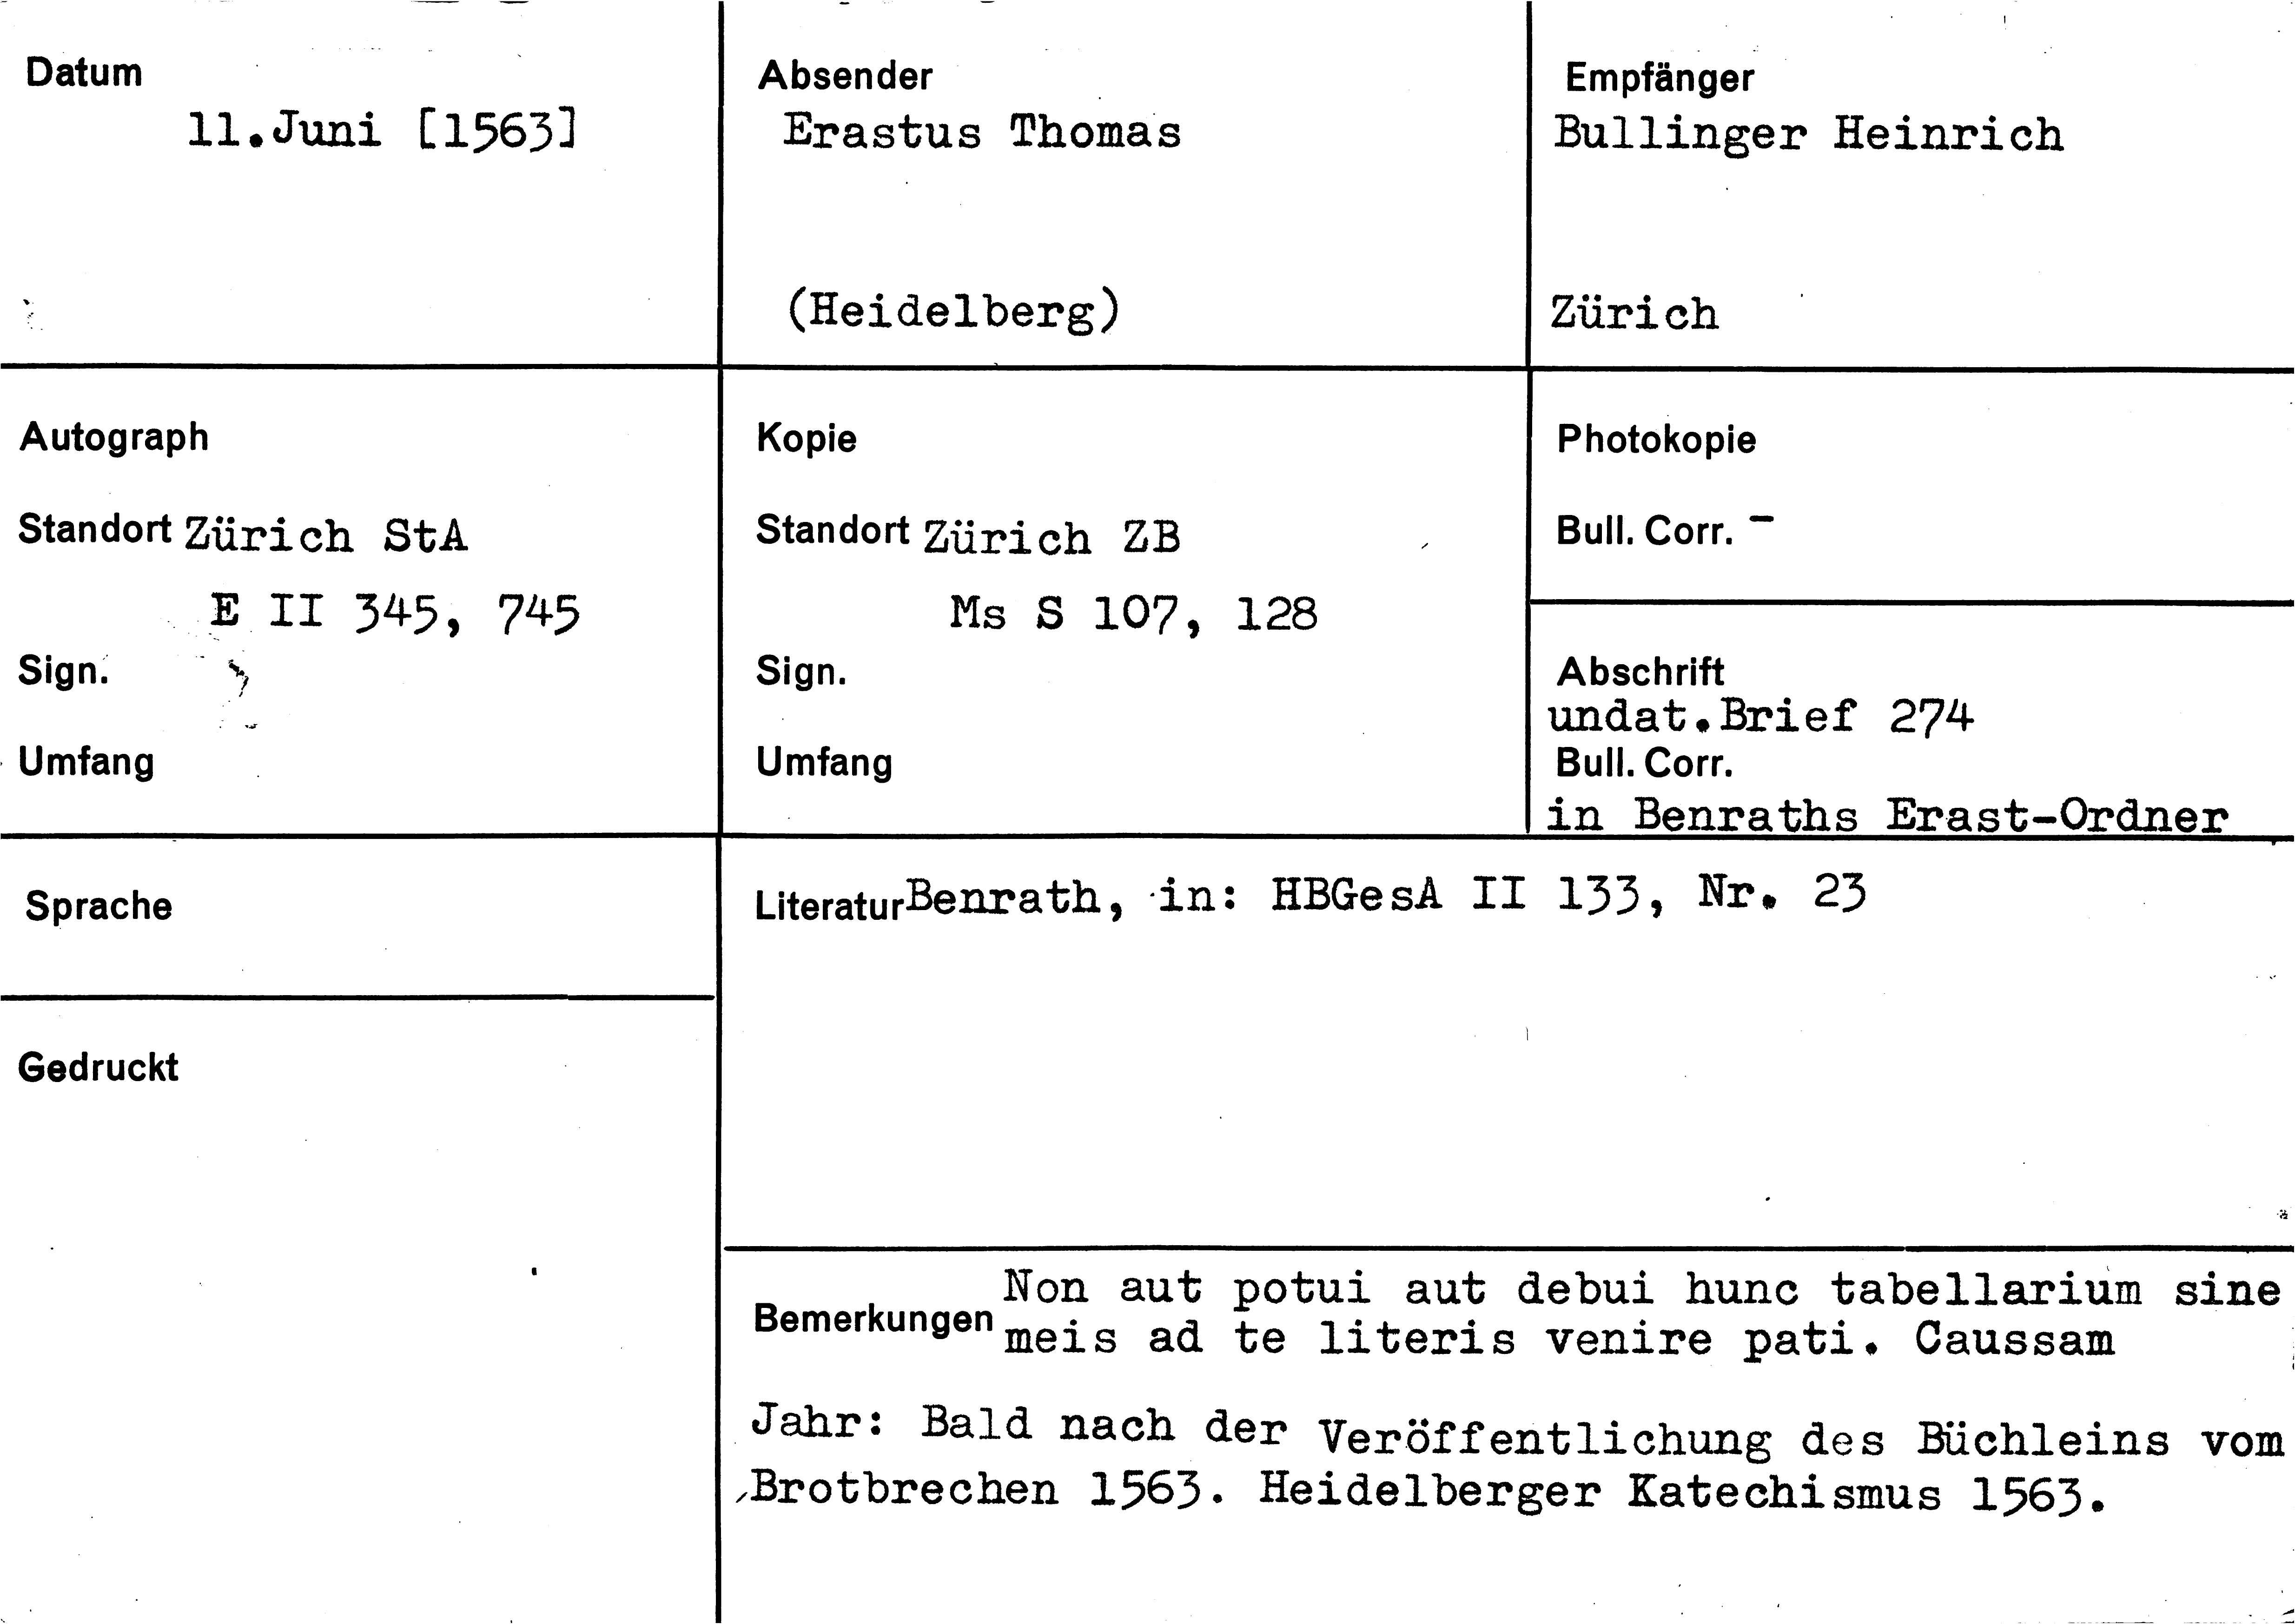 Datum
11.Juni [1563]
Absender
Erastus Thomas
(Heidelberg)
Empfänger
Bullinger Heinrich
Zürich
Autograph
Standort Zürich StA
E II 345, 745
Sign.
Umfang
Kopie
Standort Zürich ZB
Ms S 107, 128
Sign.
Umfang
Photokopie
Bull. Corr. -
Abschrift
undat.Brief 274
Bull. Corr.
in Benraths Erast-Ordner
Sprache
Gedruckt
Literatur Benrath, in: HBGesA II 133, Nr. 23
Bemerkungen
Non aut potui aut debui hunc tabellarium sine
meis ad te literis venire pati. Caussam
Jahr: Bald nach der Veröffentlichung des Büchleins vom
Brotbrechen 1563. Heidelberger Katechismus 1563.